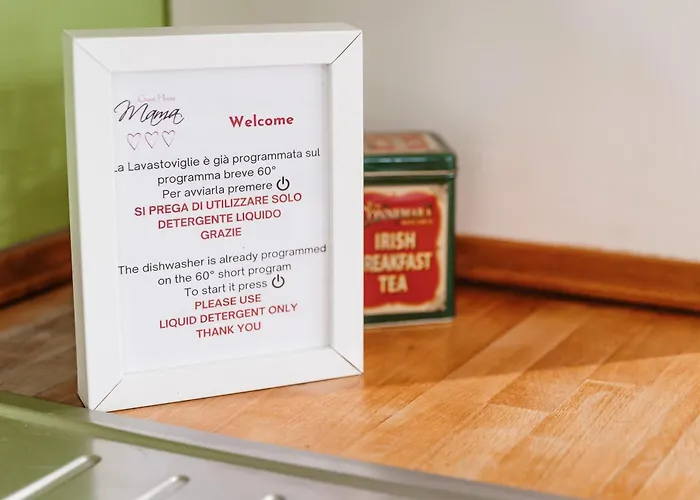 Guest House
Mama
Welcome
La Lavastoviglie è già programmata sul
programma breve 60°
Per avviarla premere
SI PREGA DI UTILIZZARE SOLO
DETERGENTE LIQUIDO
GRAZIE
The dishwasher is already programmed
on the 60° short program
To start it press
PLEASE USE
LIQUID DETERGENT ONLY
THANK YOU
IRISH
BREAKFAST
TEA